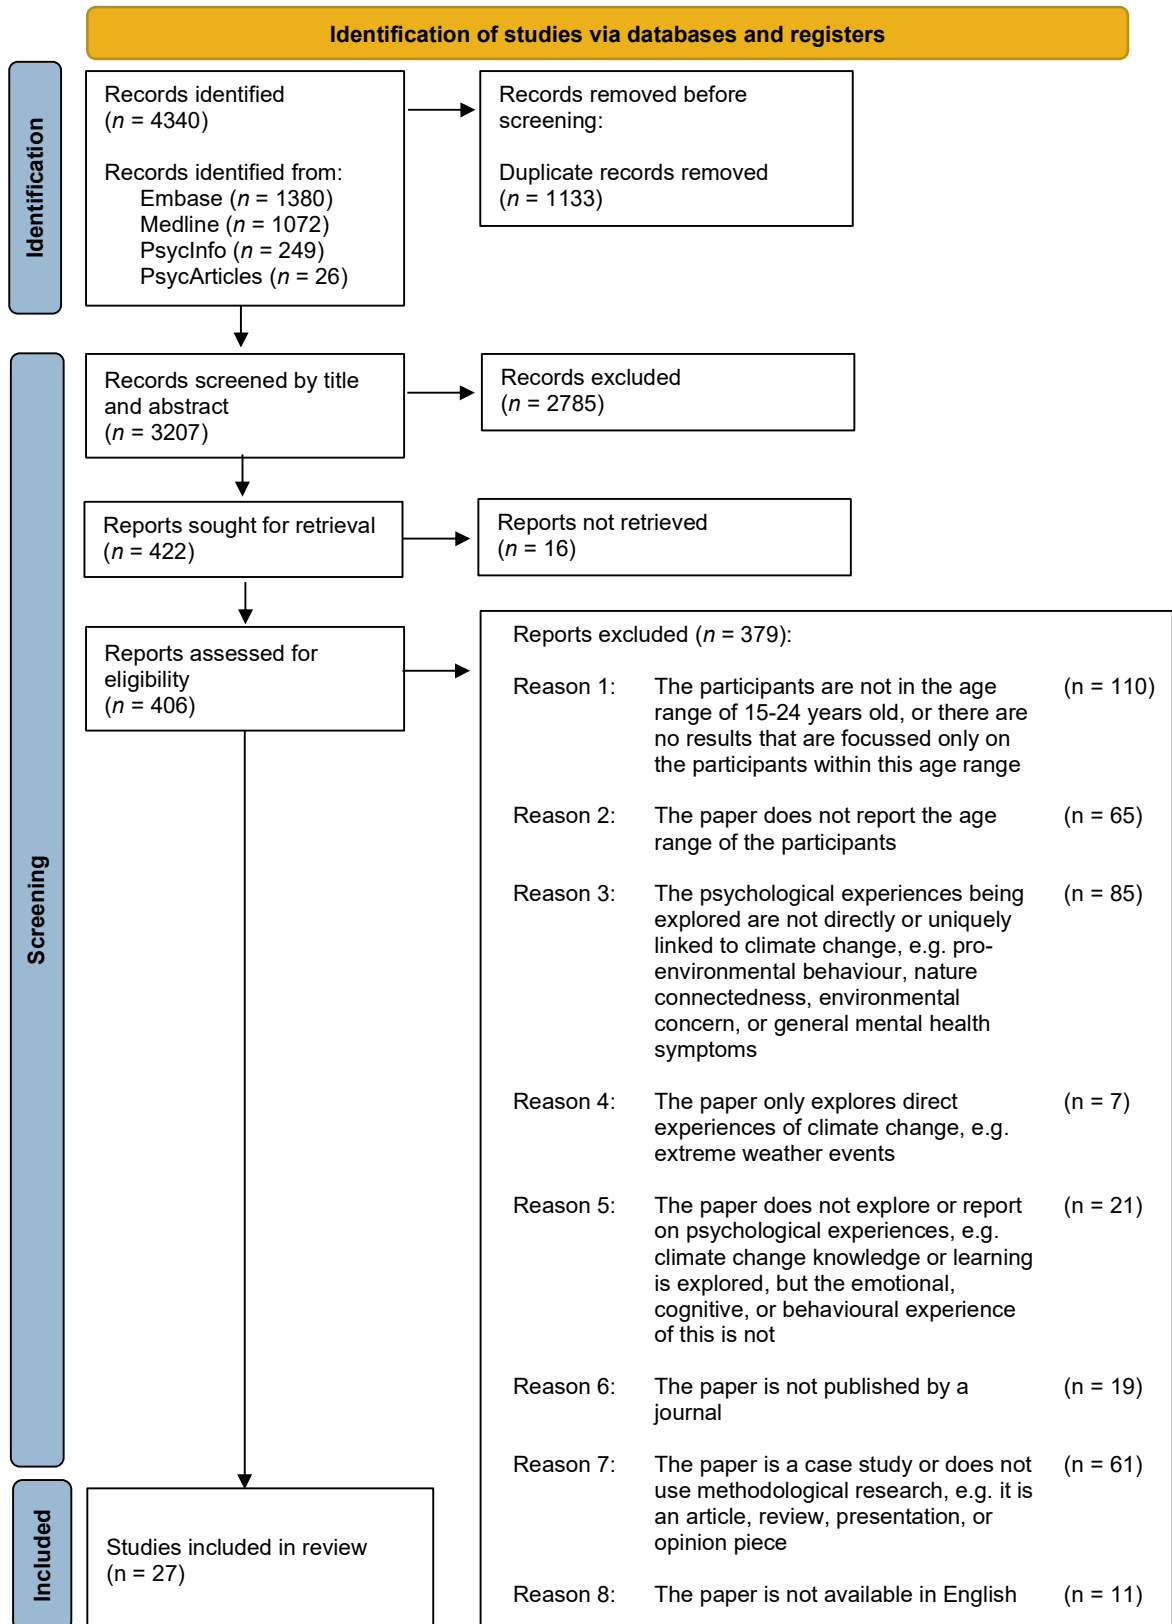 Identification of studies via databases and registers
Identification
Records identified
(n = 4340)
Records identified from:
Embase (n = 1380)
Medline (n = 1072)
PsycInfo (n = 249)
PsycArticles (n = 26)
Records removed before
screening:
Duplicate records removed
(n = 1133)
Screening
Records screened by title
and abstract
(n = 3207)
Records excluded
(n = 2785)
Reports sought for retrieval
(n = 422)
Reports not retrieved
(n = 16)
Reports assessed for
eligibility
(n = 406)
Reports excluded (n = 379):
Reason 1: The participants are not in the age (n = 110)
range of 15-24 years old, or there are
no results that are focussed only on
the participants within this age range
Reason 2: The paper does not report the age (n = 65)
range of the participants
Reason 3: The psychological experiences being (n = 85)
explored are not directly or uniquely
linked to climate change, e.g. pro-
environmental behaviour, nature
connectedness, environmental
concern, or general mental health
symptoms
Reason 4: The paper only explores direct (n = 7)
experiences of climate change, e.g.
extreme weather events
Reason 5: The paper does not explore or report (n = 21)
on psychological experiences, e.g.
climate change knowledge or learning
is explored, but the emotional,
cognitive, or behavioural experience
of this is not
Reason 6: The paper is not published by a (n = 19)
journal
Reason 7: The paper is a case study or does not (n = 61)
use methodological research, e.g. it is
an article, review, presentation, or
opinion piece
Reason 8: The paper is not available in English (n = 11)
Included
Studies included in review
(n = 27)